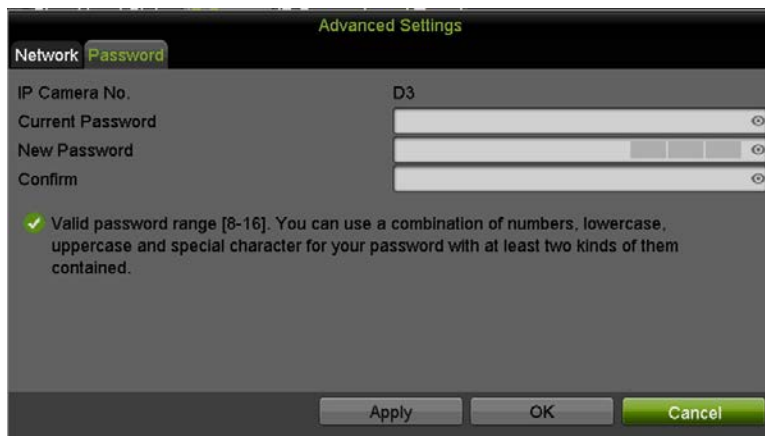 Advanced Settings
Network Password
IP Camera No. D3
Current Password
New Password
Confirm
Valid password range [8-16]. You can use a combination of numbers, lowercase,
uppercase and special character for your password with at least two kinds of them
contained.
Apply OK Cancel